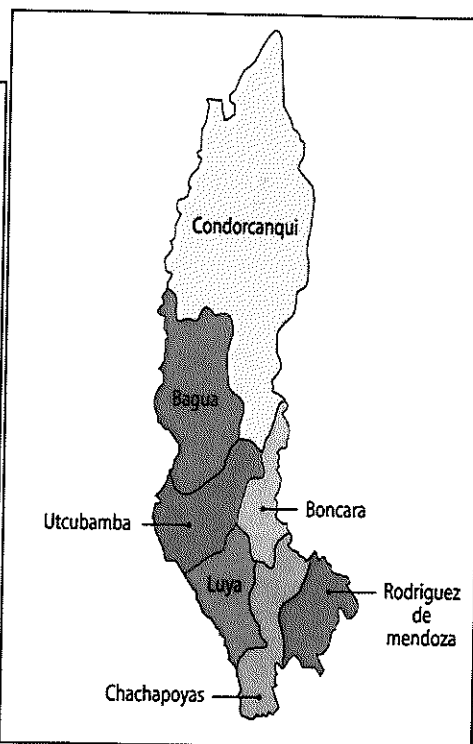 Condorcanqui
Bagua
Utcubamba
Boncara
Luya
Rodríguez
de
mendoza
Chachapoyas